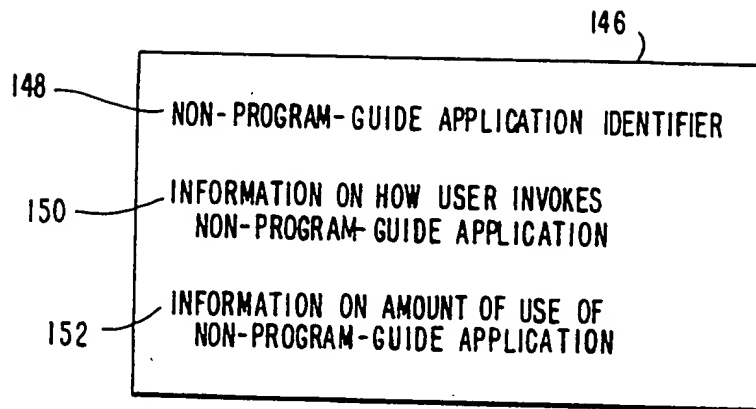 146
148
NON-PROGRAM-GUIDE APPLICATION IDENTIFIER
150
INFORMATION ON HOW USER INVOKES
NON-PROGRAM-GUIDE APPLICATION
152
INFORMATION ON AMOUNT OF USE OF
NON-PROGRAM-GUIDE APPLICATION